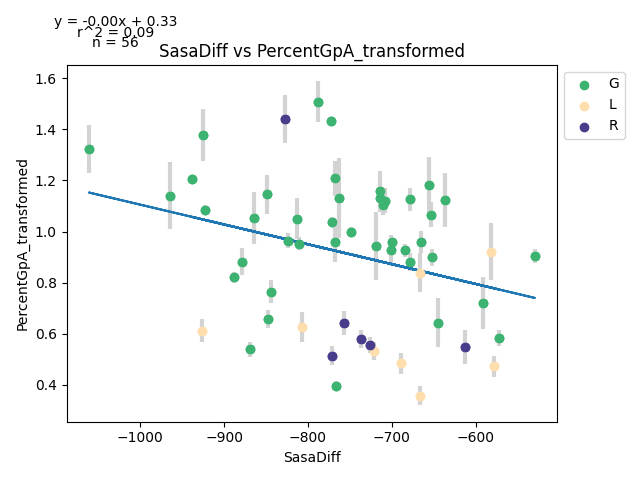 y = -0.00x + 0.33
r^2 = 0.09
n = 56
SasaDiff vs PercentGpA_transformed
G
L
R
1.6
1.4
1.2
1.0
0.8
0.6
0.4
PercentGpA_transformed
−1000
−900
−800
−700
−600
SasaDiff